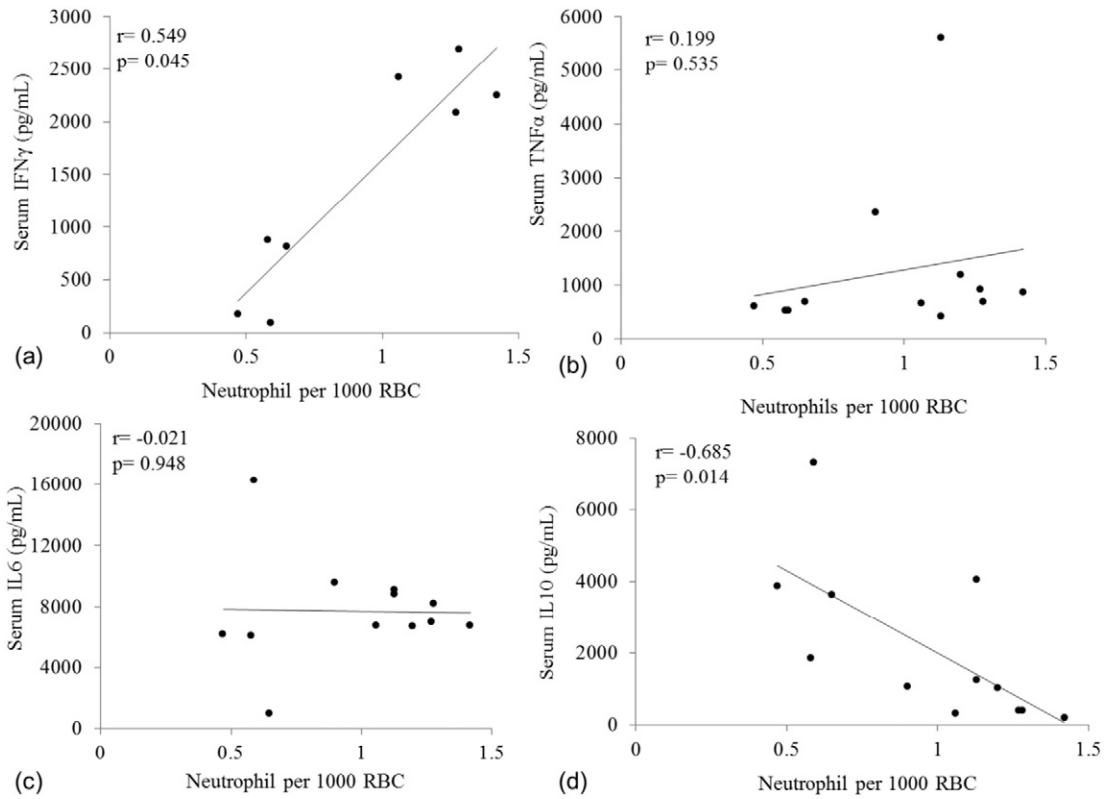 3000
2500
2000
1500
1000
500
0
0
0.5
1
1.5
r= 0.549
p= 0.045
Serum IFNγ (pg/mL)
Neutrophil per 1000 RBC
(a)
6000
5000
4000
3000
2000
1000
0
0
0.5
1
1.5
r= 0.199
p= 0.535
Serum TNFα (pg/mL)
Neutrophils per 1000 RBC
(b)
20000
16000
12000
8000
4000
0
0
0.5
1
1.5
r= -0.021
p= 0.948
Serum IL6 (pg/mL)
Neutrophil per 1000 RBC
(c)
8000
6000
4000
2000
0
0
0.5
1
1.5
r= -0.685
p= 0.014
Serum IL10 (pg/mL)
Neutrophil per 1000 RBC
(d)